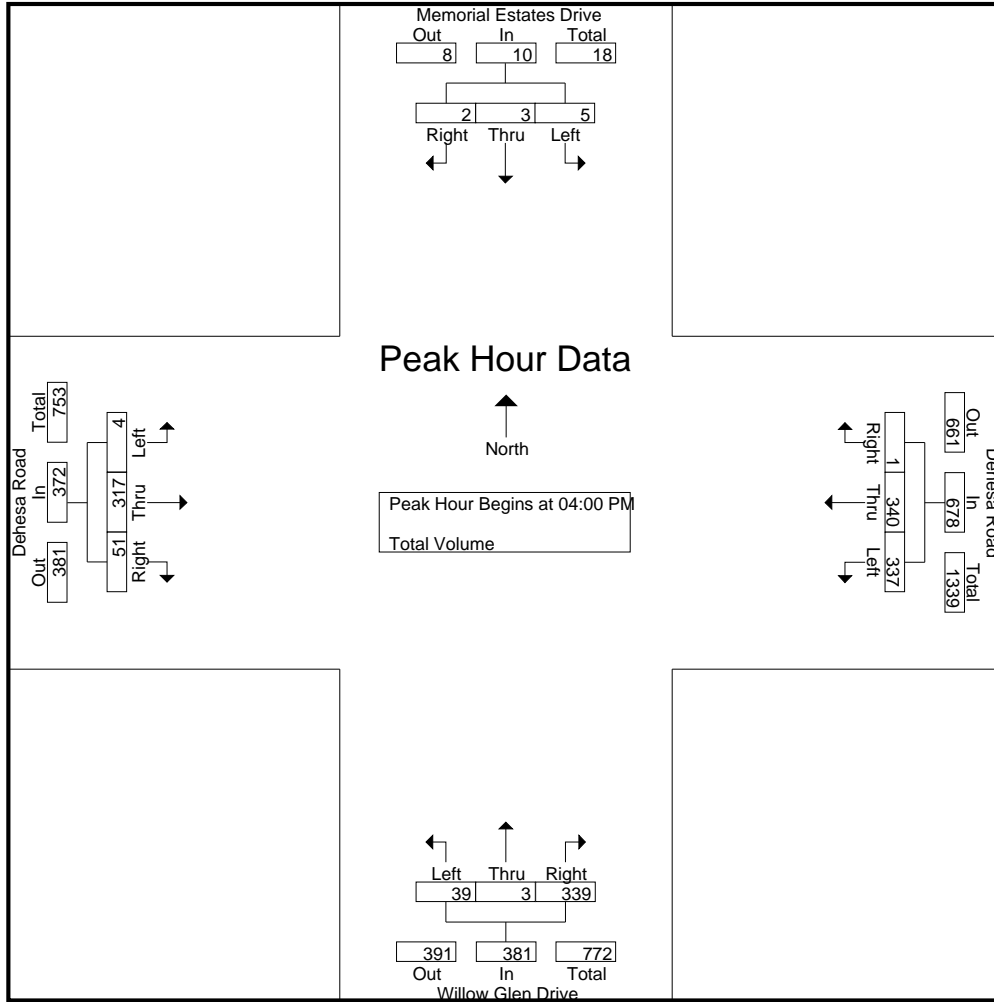 Memorial Estates Drive
Out In Total
8 10 18
2 3 5
Right Thru Left
Peak Hour Data
North
Peak Hour Begins at 04:00 PM
Total Volume
Dehesa Road
Out In Total
381 372 753
4 317 51
Left Thru Right
Dehesa Road
Out In Total
661 678 1339
1 340 337
Right Thru Left
Left Thru Right
39 3 339
391 381 772
Out In Total
Willow Glen Drive